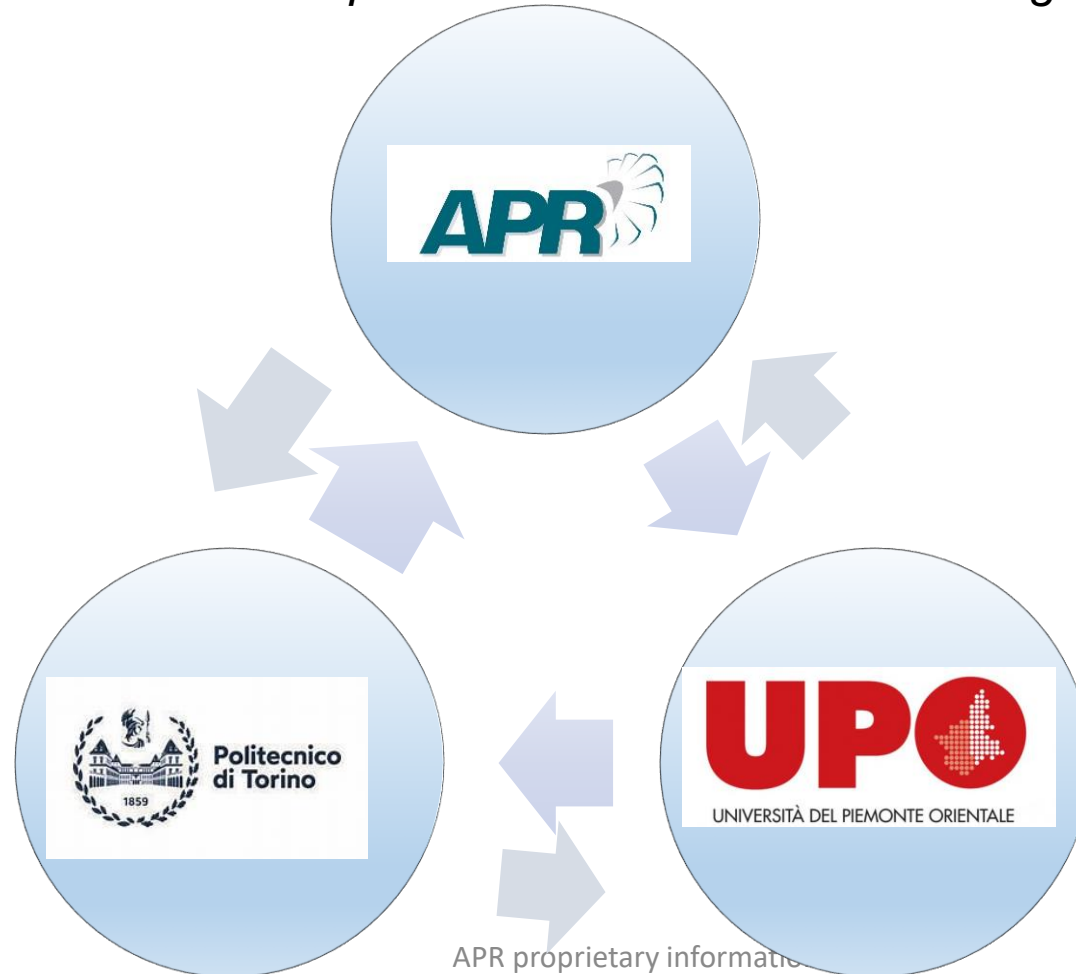 APR
Politecnico
di Torino
1859
UPO
UNIVERSITÀ DEL PIEMONTE ORIENTALE
APR proprietary